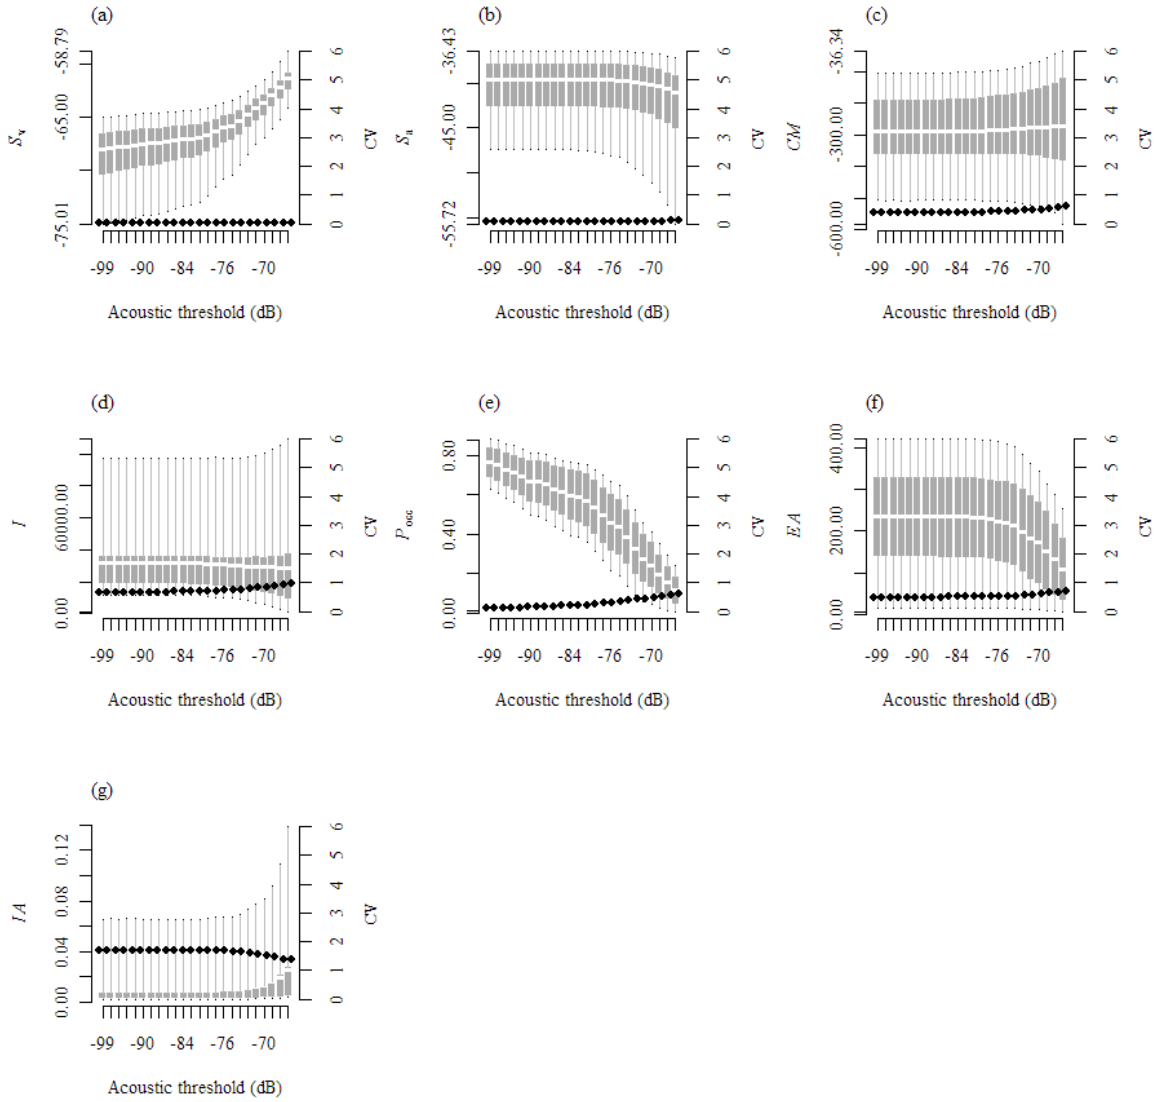 (a)
-58.79
-65.00
-75.01
Sv
0 1 2 3 4 5 6
CV
-99 -90 -84 -76 -70
Acoustic threshold (dB)
(b)
-36.43
-45.00
-55.72
Sa
0 1 2 3 4 5 6
CV
-99 -90 -84 -76 -70
Acoustic threshold (dB)
(c)
-36.34
-300.00
-600.00
CM
0 1 2 3 4 5 6
CV
-99 -90 -84 -76 -70
Acoustic threshold (dB)
(d)
60000.00
0.00
I
0 1 2 3 4 5 6
CV
-99 -90 -84 -76 -70
Acoustic threshold (dB)
(e)
0.80
0.40
0.00
Pocc
0 1 2 3 4 5 6
CV
-99 -90 -84 -76 -70
Acoustic threshold (dB)
(f)
400.00
200.00
0.00
EA
0 1 2 3 4 5 6
CV
-99 -90 -84 -76 -70
Acoustic threshold (dB)
(g)
0.12
0.08
0.04
0.00
IA
0 1 2 3 4 5 6
CV
-99 -90 -84 -76 -70
Acoustic threshold (dB)